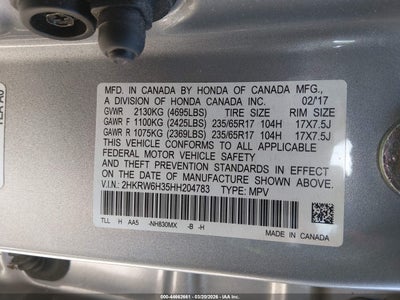 MFD. IN CANADA BY HONDA OF CANADA MFG.,
A DIVISION OF HONDA CANADA INC. 02/17
GVWR 2130KG (4695LBS) TIRE SIZE RIM SIZE
GAWR F 1100KG (2425LBS) 235/65R17 104H 17X7.5J
GAWR R 1075KG (2369LBS) 235/65R17 104H 17X7.5J
THIS VEHICLE CONFORMS TO ALL APPLICABLE
FEDERAL MOTOR VEHICLE SAFETY
AND THEFT PREVENTION STANDARDS IN EFFECT
ON THE DATE OF MANUFACTURE SHOWN ABOVE.
V.I.N.: 2HKRW6H35HH204783 TYPE: MPV
TLL H AA5 -NH830MX -B -H
MADE IN CANADA
000-44662661 - 03/20/2026 - IAA Inc.